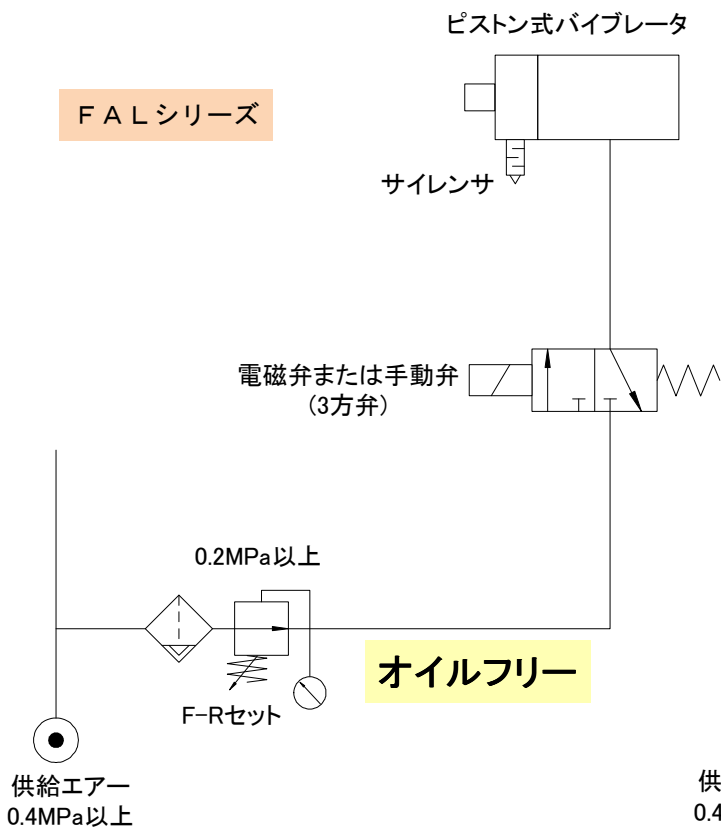 ピストン式バイブレータ
ＦＡＬシリーズ
サイレンサ
電磁弁または手動弁
(3方弁)
0.2MPa以上
オイルフリー
F-Rセット
供給エアー
0.4MPa以上
供
0.4